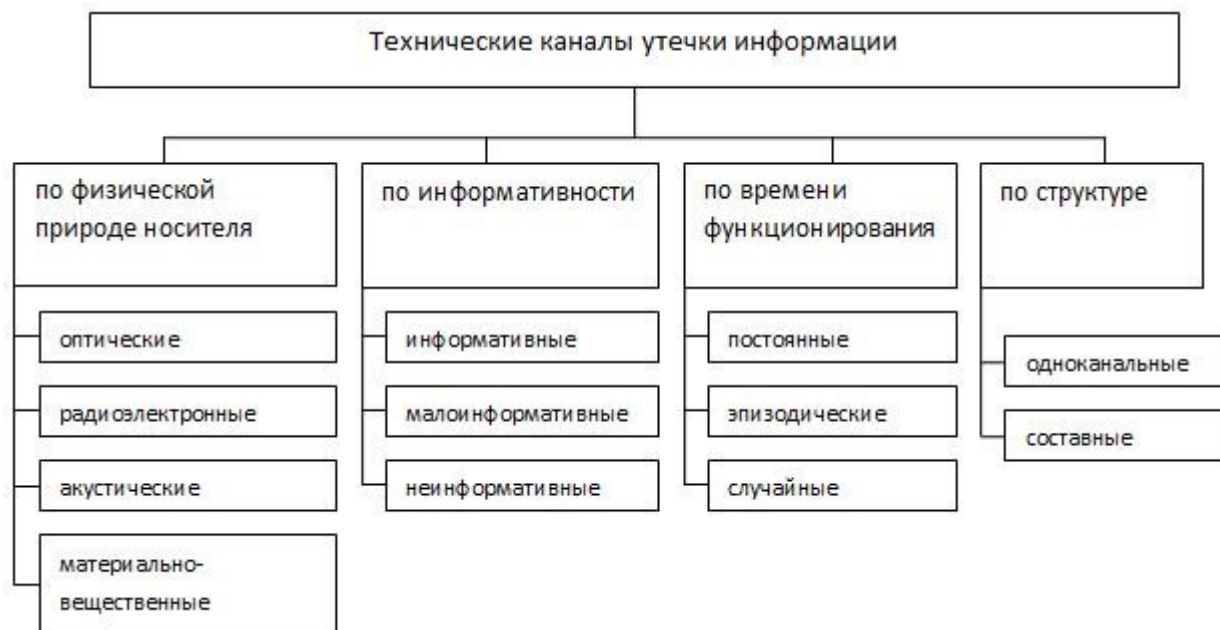 Технические каналы утечки информации
по физической
природе носителя
оптические
радиоэлектронные
акустические
материально-
вещественные
по информативности
информативные
малоинформативные
неинформативные
по времени
функционирования
постоянные
эпизодические
случайные
по структуре
одноканальные
составные